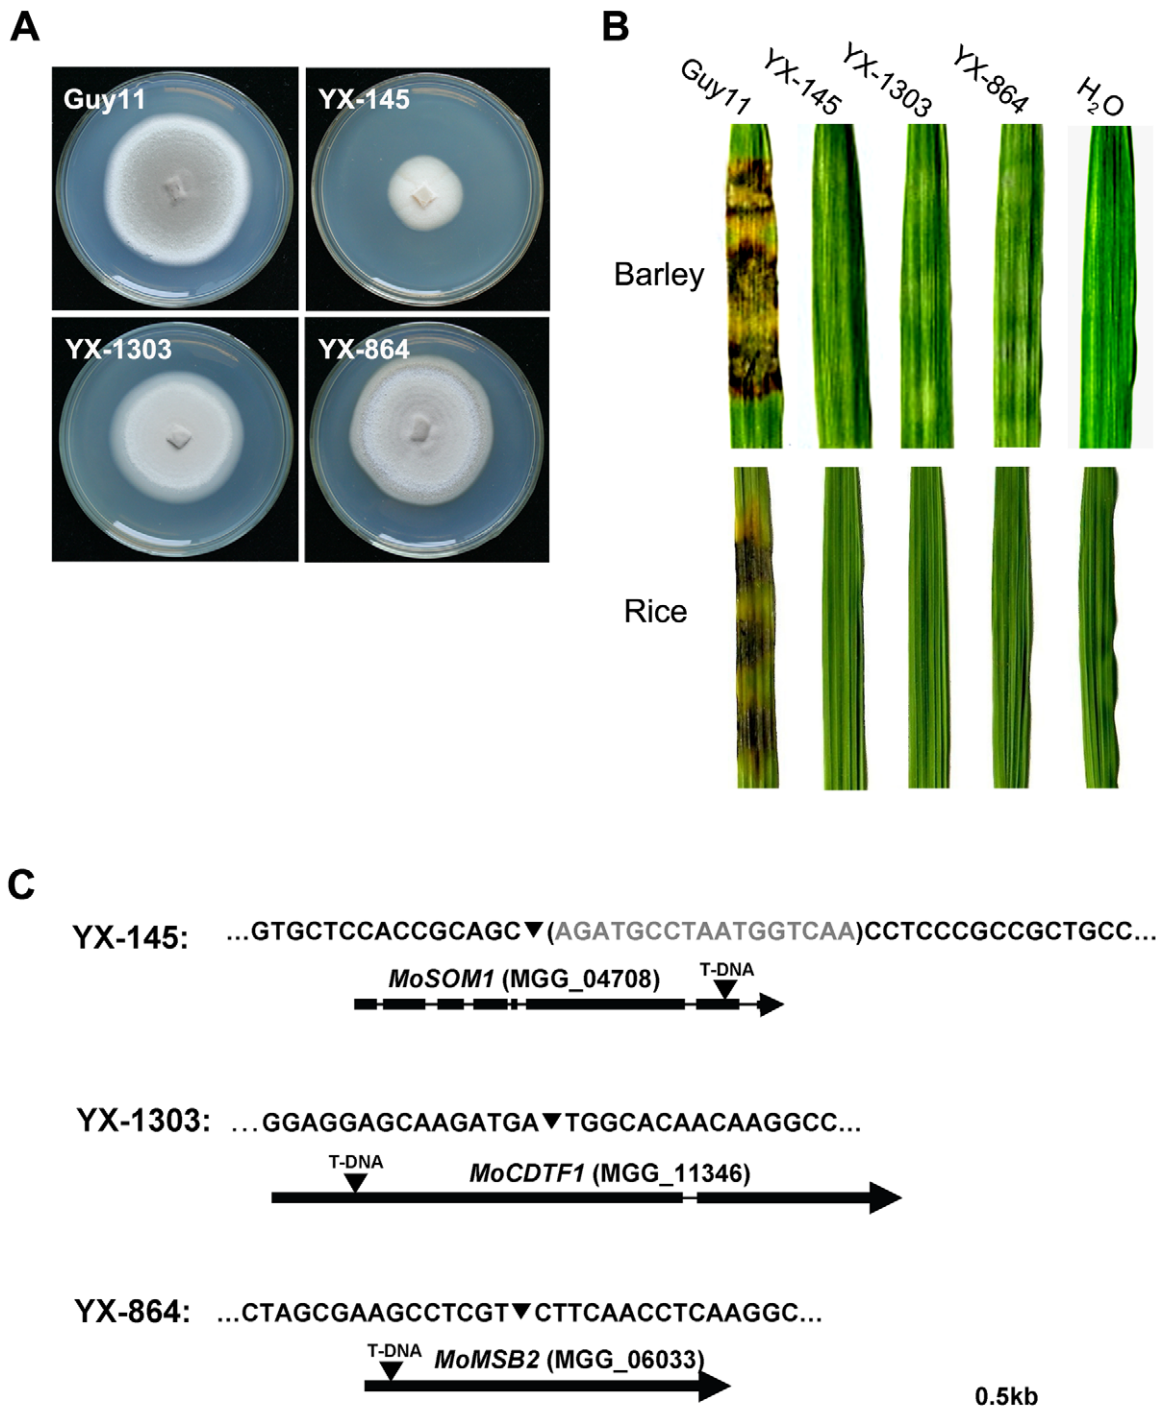 A
Guy11
YX-145
YX-1303
YX-864
B
Guy11
YX-145
YX-1303
YX-864
H₂O
Barley
Rice
C
YX-145:
...GTGCTCCACCGCAGC▼(AGATGCCTAATGGTCAA)CCTCCCGCCGCTGCC...
MoSOM1 (MGG_04708)
T-DNA
YX-1303:
...GGAGGAGCAAGATGA▼TGGCACAACAAGGCC...
T-DNA
MoCDTF1 (MGG_11346)
YX-864:
...CTAGCGAAGCCTCGT▼CTTCAACCTCAAGGC...
T-DNA
MoMSB2 (MGG_06033)
0.5kb